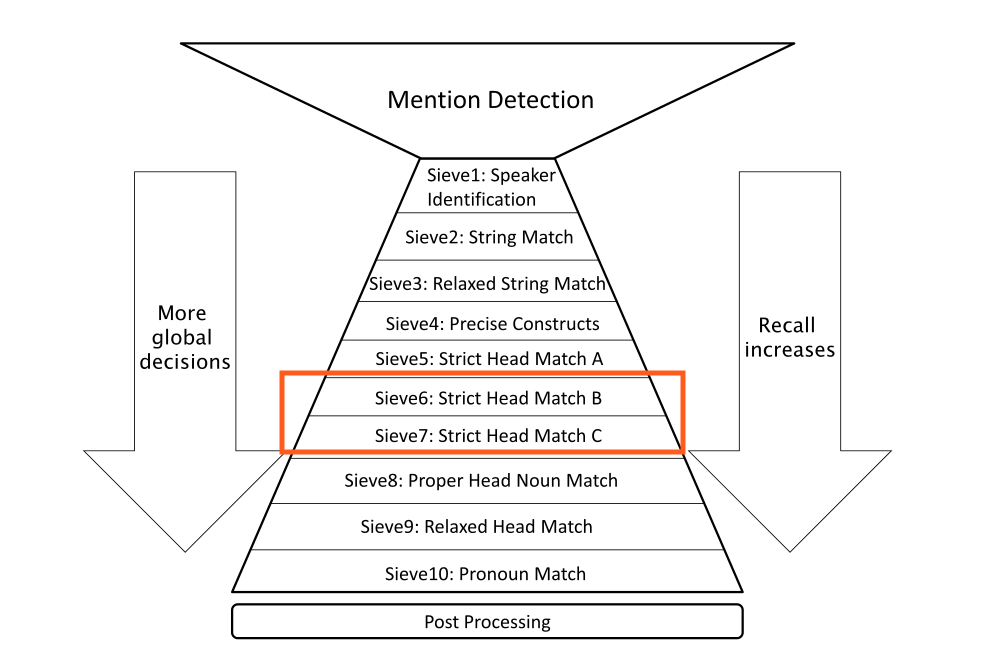 Mention Detection
Sieve1: Speaker
Identification
Sieve2: String Match
Sieve3: Relaxed String Match
Sieve4: Precise Constructs
Sieve5: Strict Head Match A
Sieve6: Strict Head Match B
Sieve7: Strict Head Match C
Sieve8: Proper Head Noun Match
Sieve9: Relaxed Head Match
Sieve10: Pronoun Match
Post Processing
More
global
decisions
Recall
increases